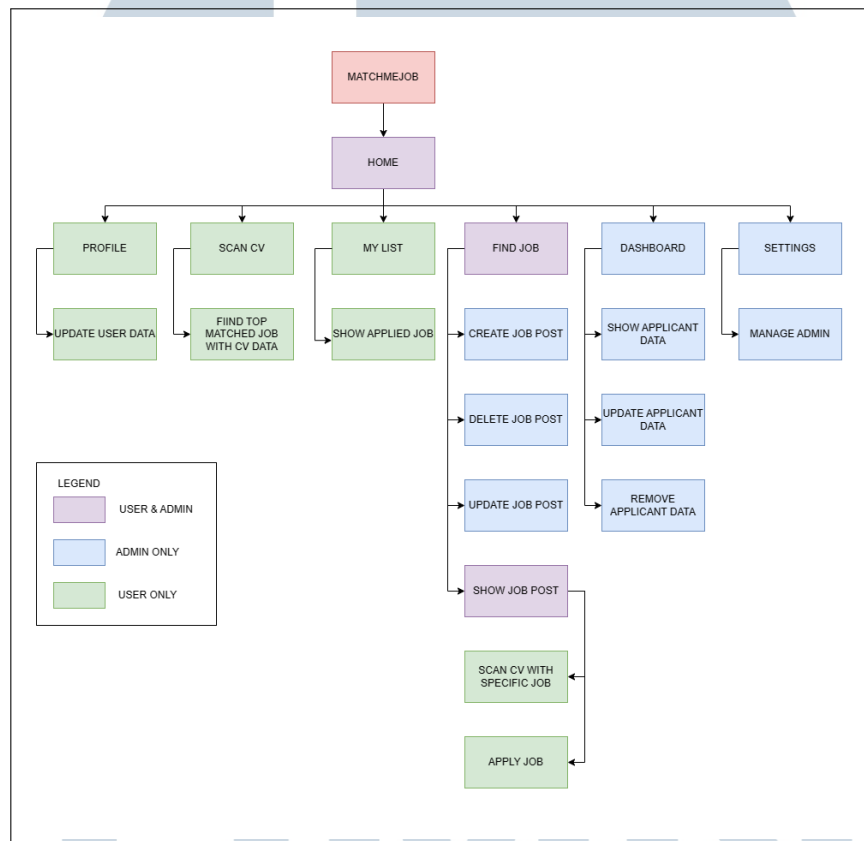 MATCHMEJOB
HOME
PROFILE
SCAN CV
MY LIST
FIND JOB
DASHBOARD
SETTINGS
UPDATE USER DATA
FIIND TOP
MATCHED JOB
WITH CV DATA
SHOW APPLIED JOB
CREATE JOB POST
SHOW APPLICANT
DATA
MANAGE ADMIN
DELETE JOB POST
UPDATE APPLICANT
DATA
UPDATE JOB POST
REMOVE
APPLICANT DATA
LEGEND
USER & ADMIN
ADMIN ONLY
USER ONLY
SHOW JOB POST
SCAN CV WITH
SPECIFIC JOB
APPLY JOB